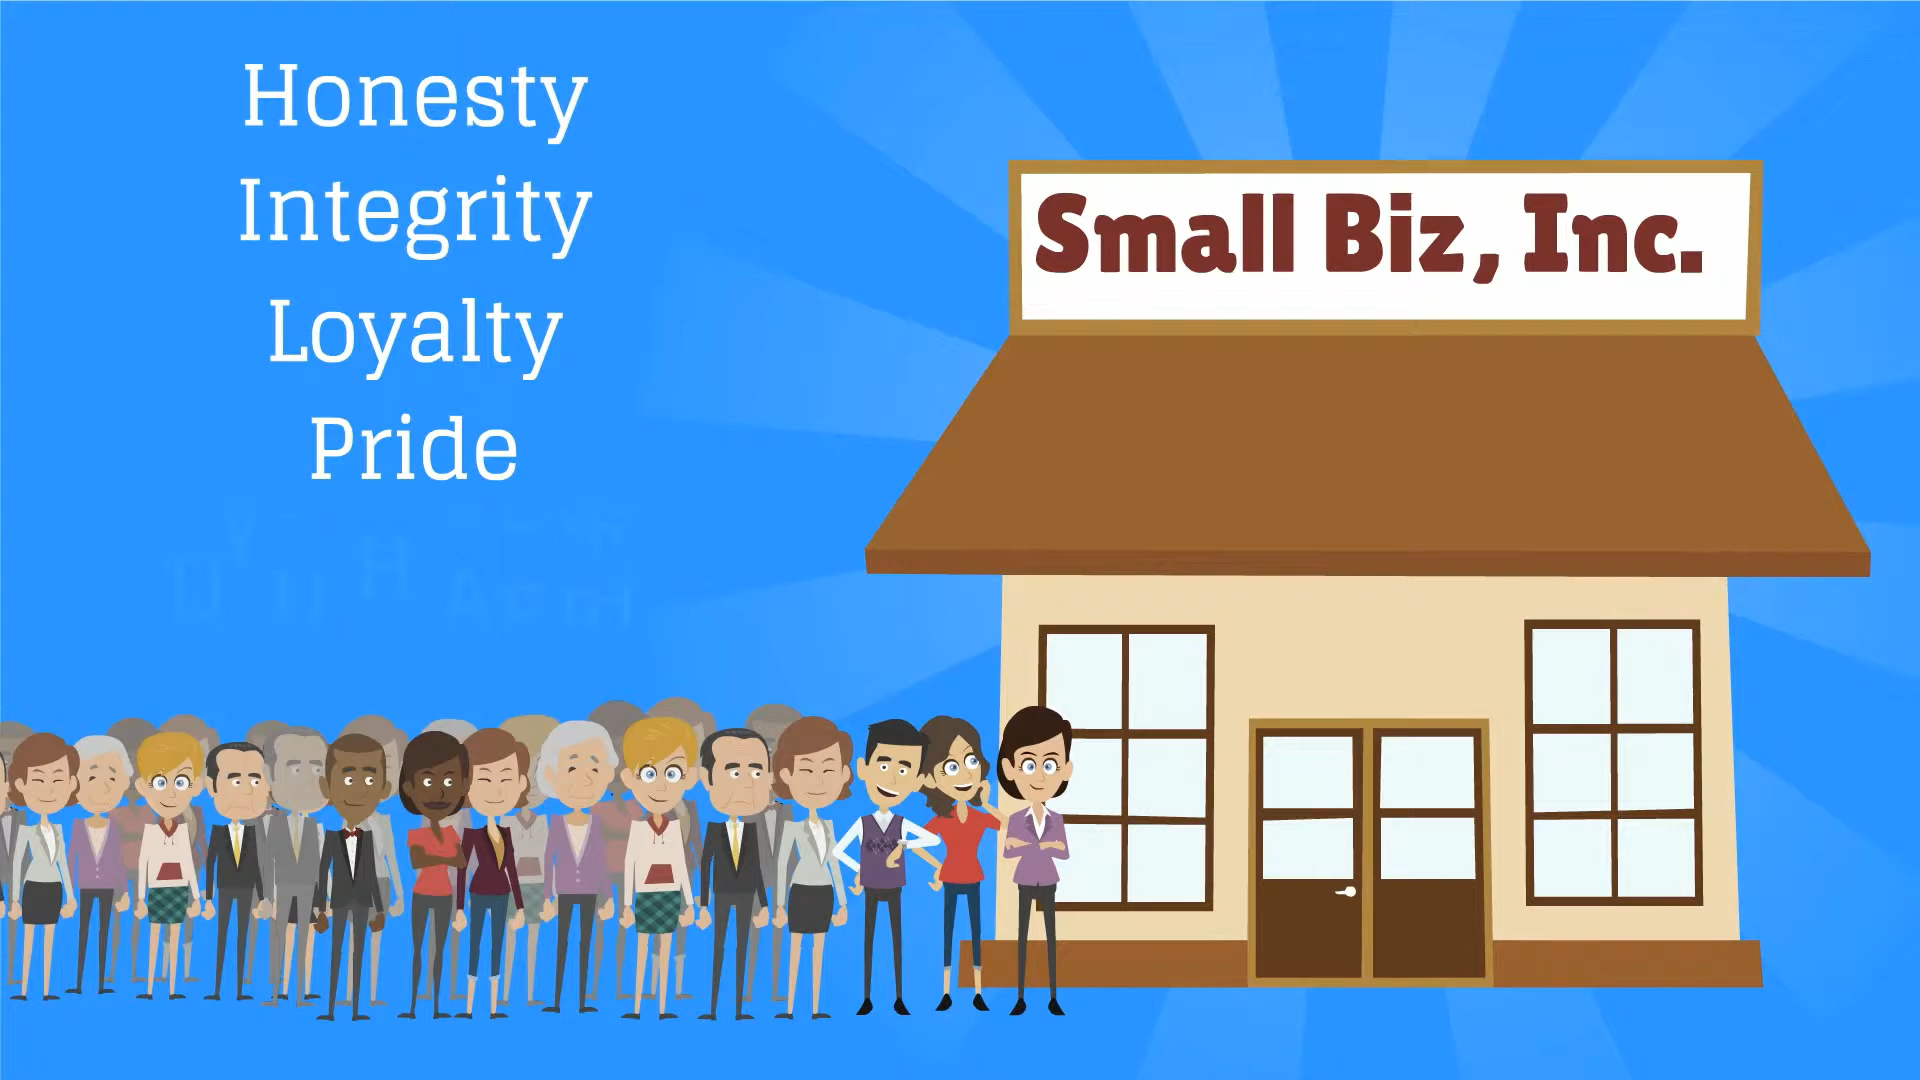 Honesty
Integrity
Loyalty
Pride
Small Biz, Inc.